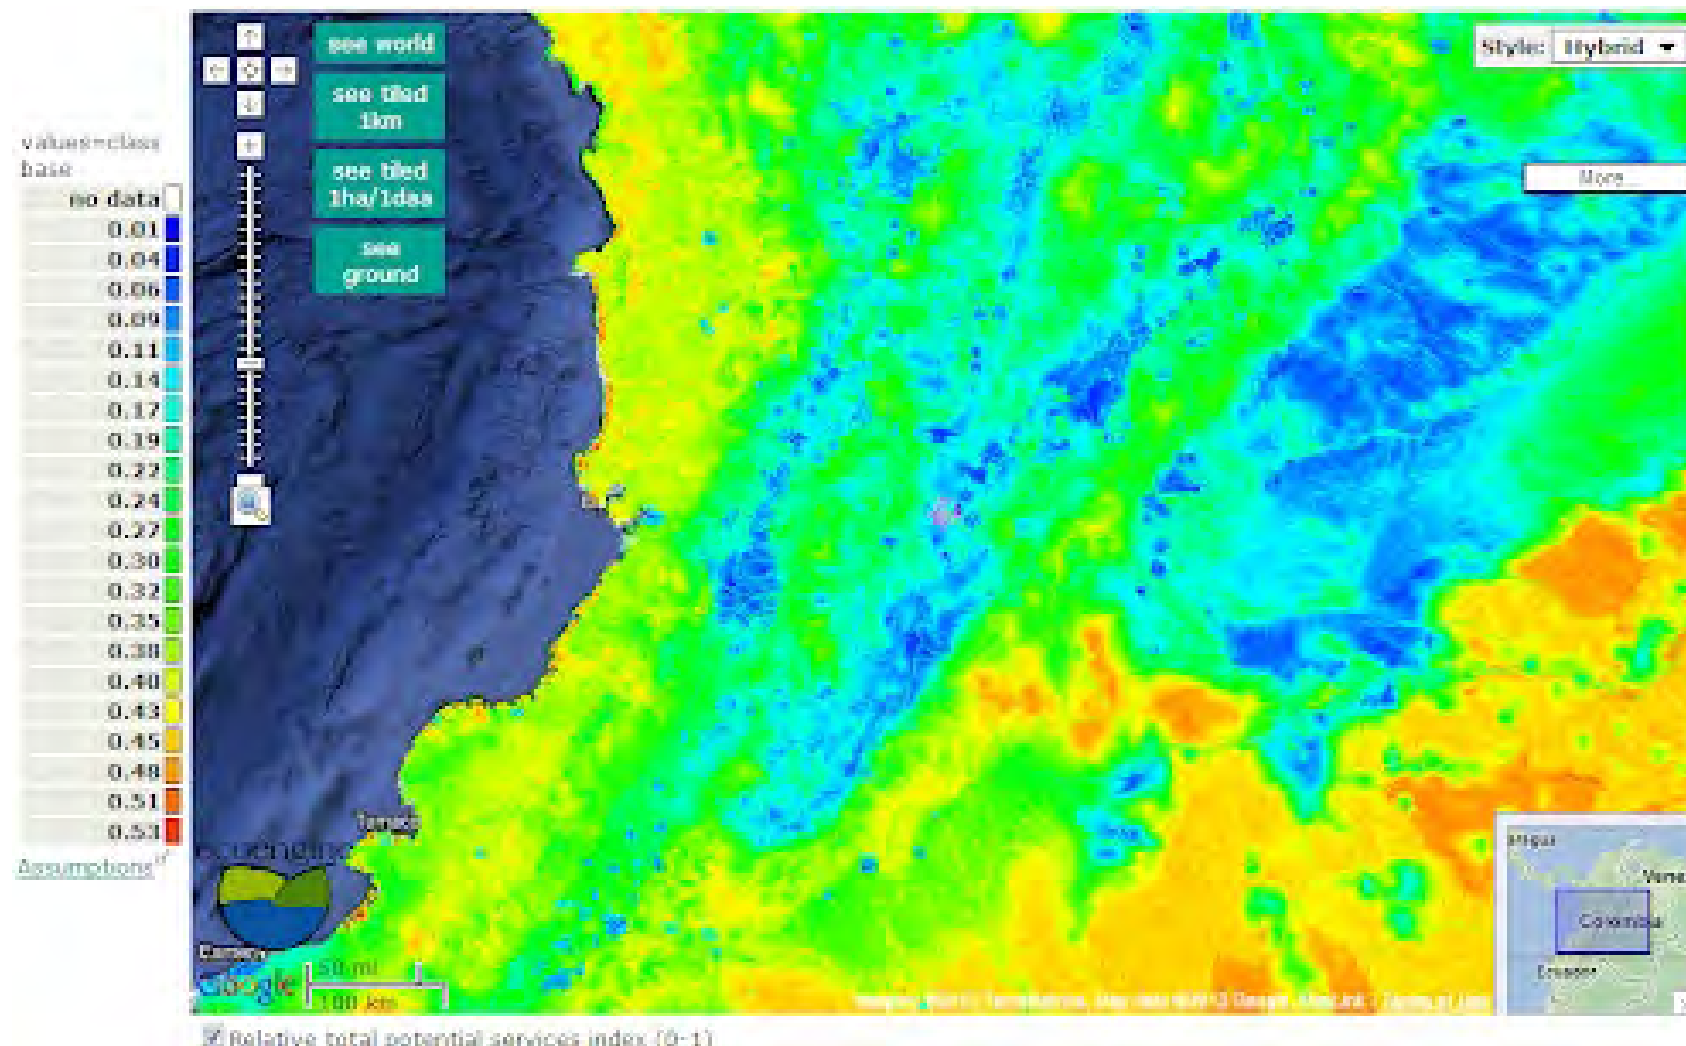 see world
see tiled
1km
see tiled
1ha/1daa
see
ground
Style: Hybrid
More...
values=class
base
no data
0.01
0.04
0.06
0.09
0.11
0.14
0.17
0.19
0.22
0.24
0.27
0.30
0.32
0.35
0.38
0.40
0.43
0.45
0.48
0.51
0.53
Assumptions
Google
50 mi
100 km
Colombia
Ecuador
Relative total potential services index (0-1)